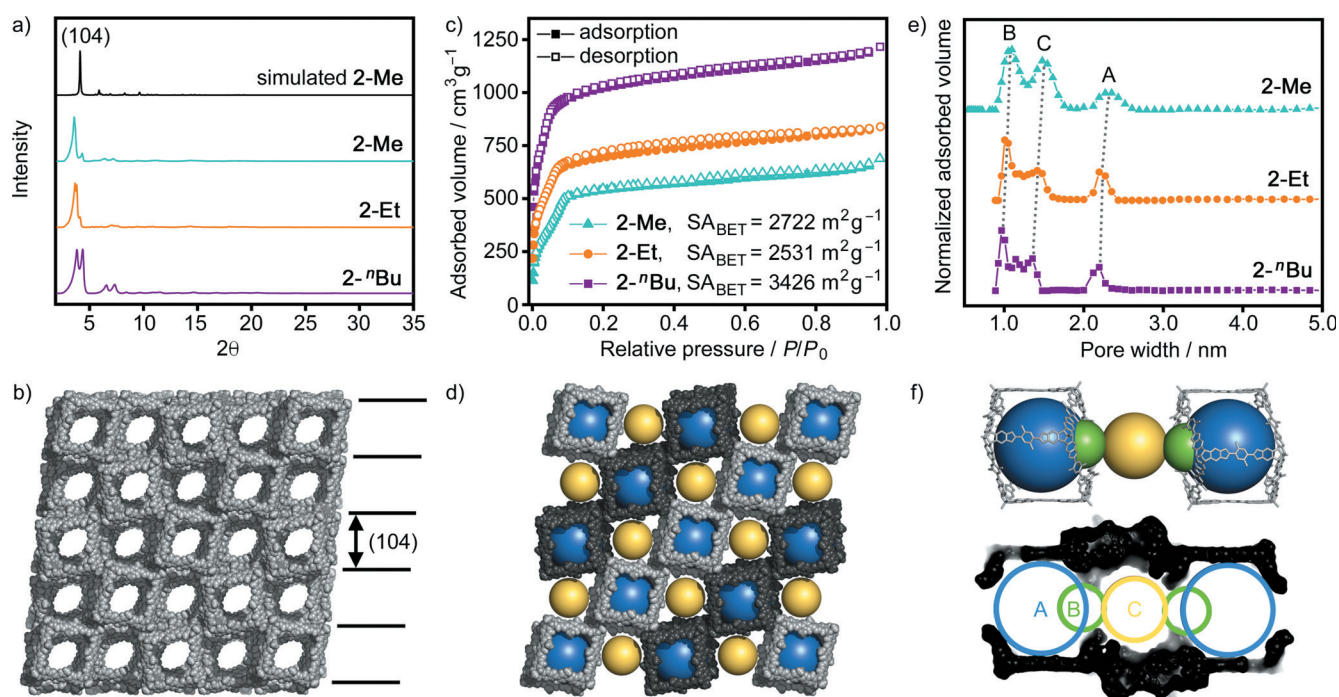 a)
(104)
simulated 2-Me
2-Me
2-Et
2-ⁿBu
Intensity
5 10 15 20 25 30 35
2θ
c)
adsorption
desorption
1250
1000
750
500
250
0
Adsorbed volume / cm³g⁻¹
2-Me, SA_BET = 2722 m²g⁻¹
2-Et, SA_BET = 2531 m²g⁻¹
2-ⁿBu, SA_BET = 3426 m²g⁻¹
0.0 0.2 0.4 0.6 0.8 1.0
Relative pressure / P/P₀
e)
B C A
2-Me
2-Et
2-ⁿBu
Normalized adsorbed volume
1.0 2.0 3.0 4.0 5.0
Pore width / nm
b)
(104)
d)
f)
A B C